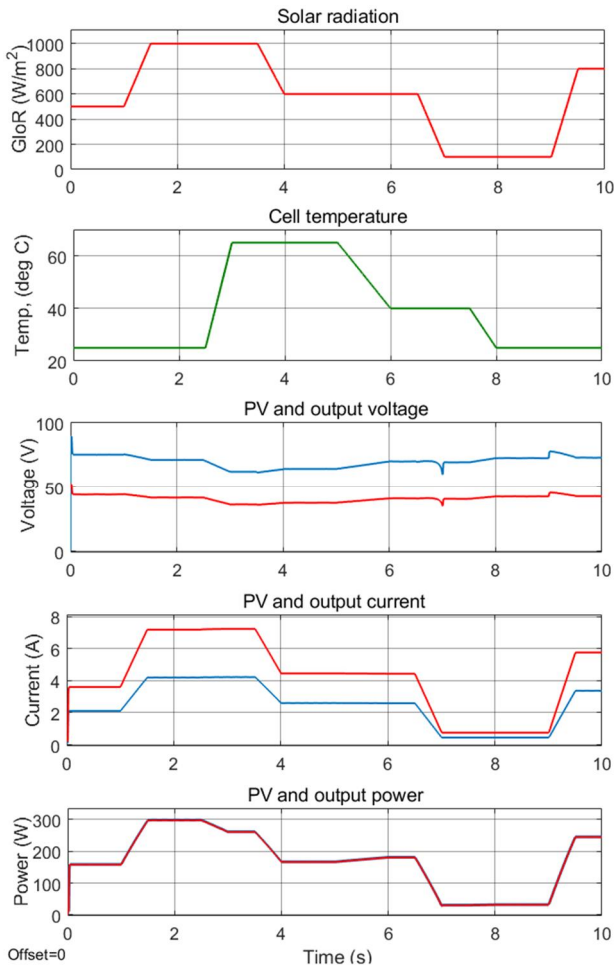 Solar radiation
GloR (W/m²)
1000
800
600
400
200
0
0 2 4 6 8 10
Cell temperature
Temp, (deg C)
60
40
20
0 2 4 6 8 10
PV and output voltage
Voltage (V)
100
50
0
0 2 4 6 8 10
PV and output current
Current (A)
8
6
4
2
0
0 2 4 6 8 10
PV and output power
Power (W)
300
200
100
0
0 2 4 6 8 10
Offset=0
Time (s)